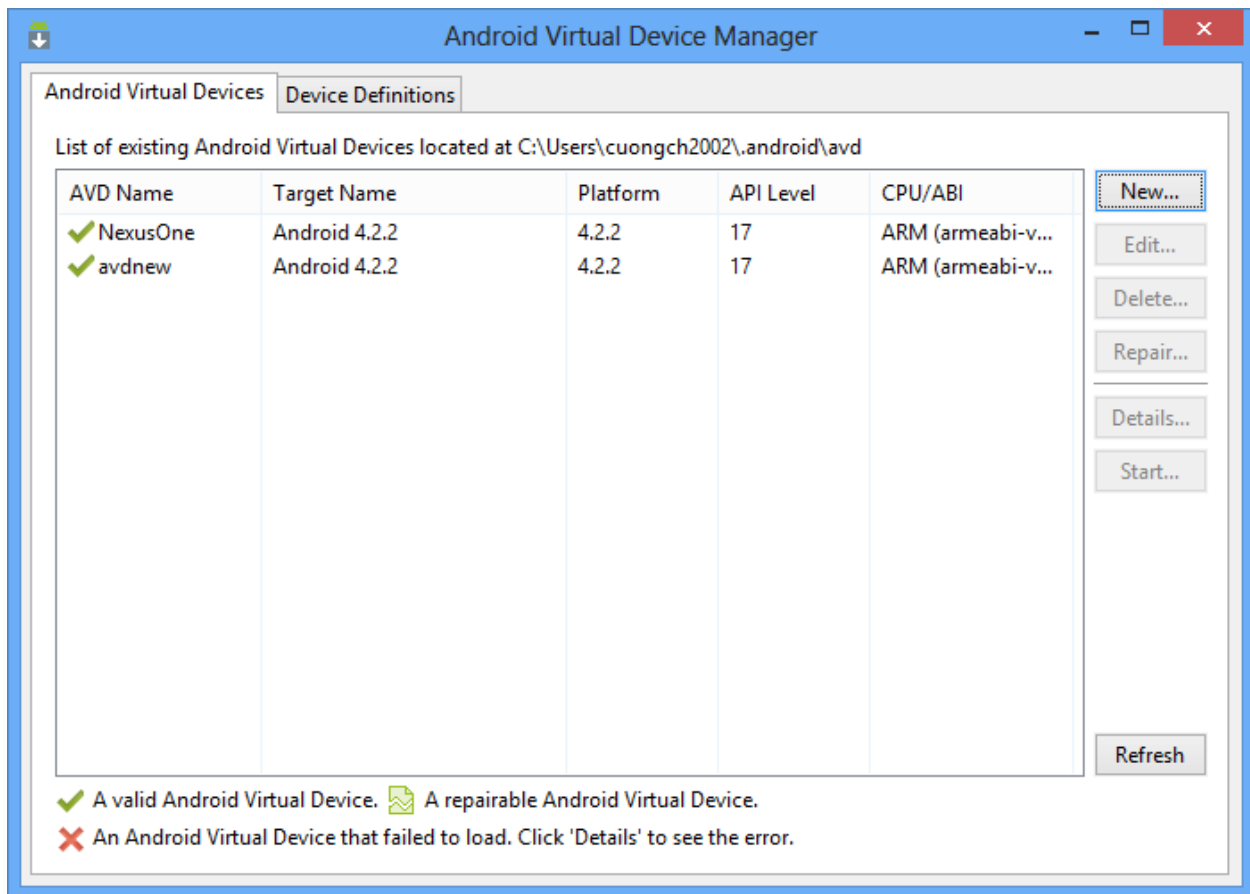 Android Virtual Device Manager
Android Virtual Devices Device Definitions
List of existing Android Virtual Devices located at C:\Users\cuongch2002\.android\avd
AVD Name Target Name Platform API Level CPU/ABI
NexusOne Android 4.2.2 4.2.2 17 ARM (armeabi-v...
avdnew Android 4.2.2 4.2.2 17 ARM (armeabi-v...
New...
Edit...
Delete...
Repair...
Details...
Start...
Refresh
A valid Android Virtual Device. A repairable Android Virtual Device.
An Android Virtual Device that failed to load. Click 'Details' to see the error.